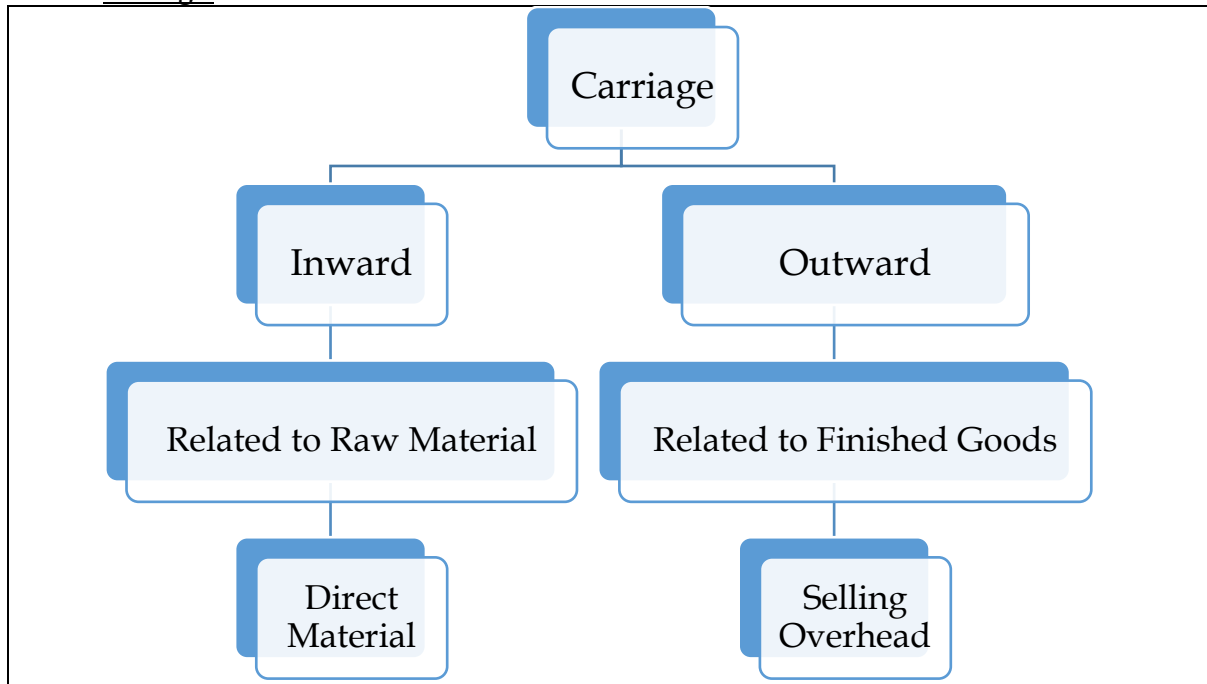 Carriage
Inward
Outward
Related to Raw Material
Related to Finished Goods
Direct
Material
Selling
Overhead